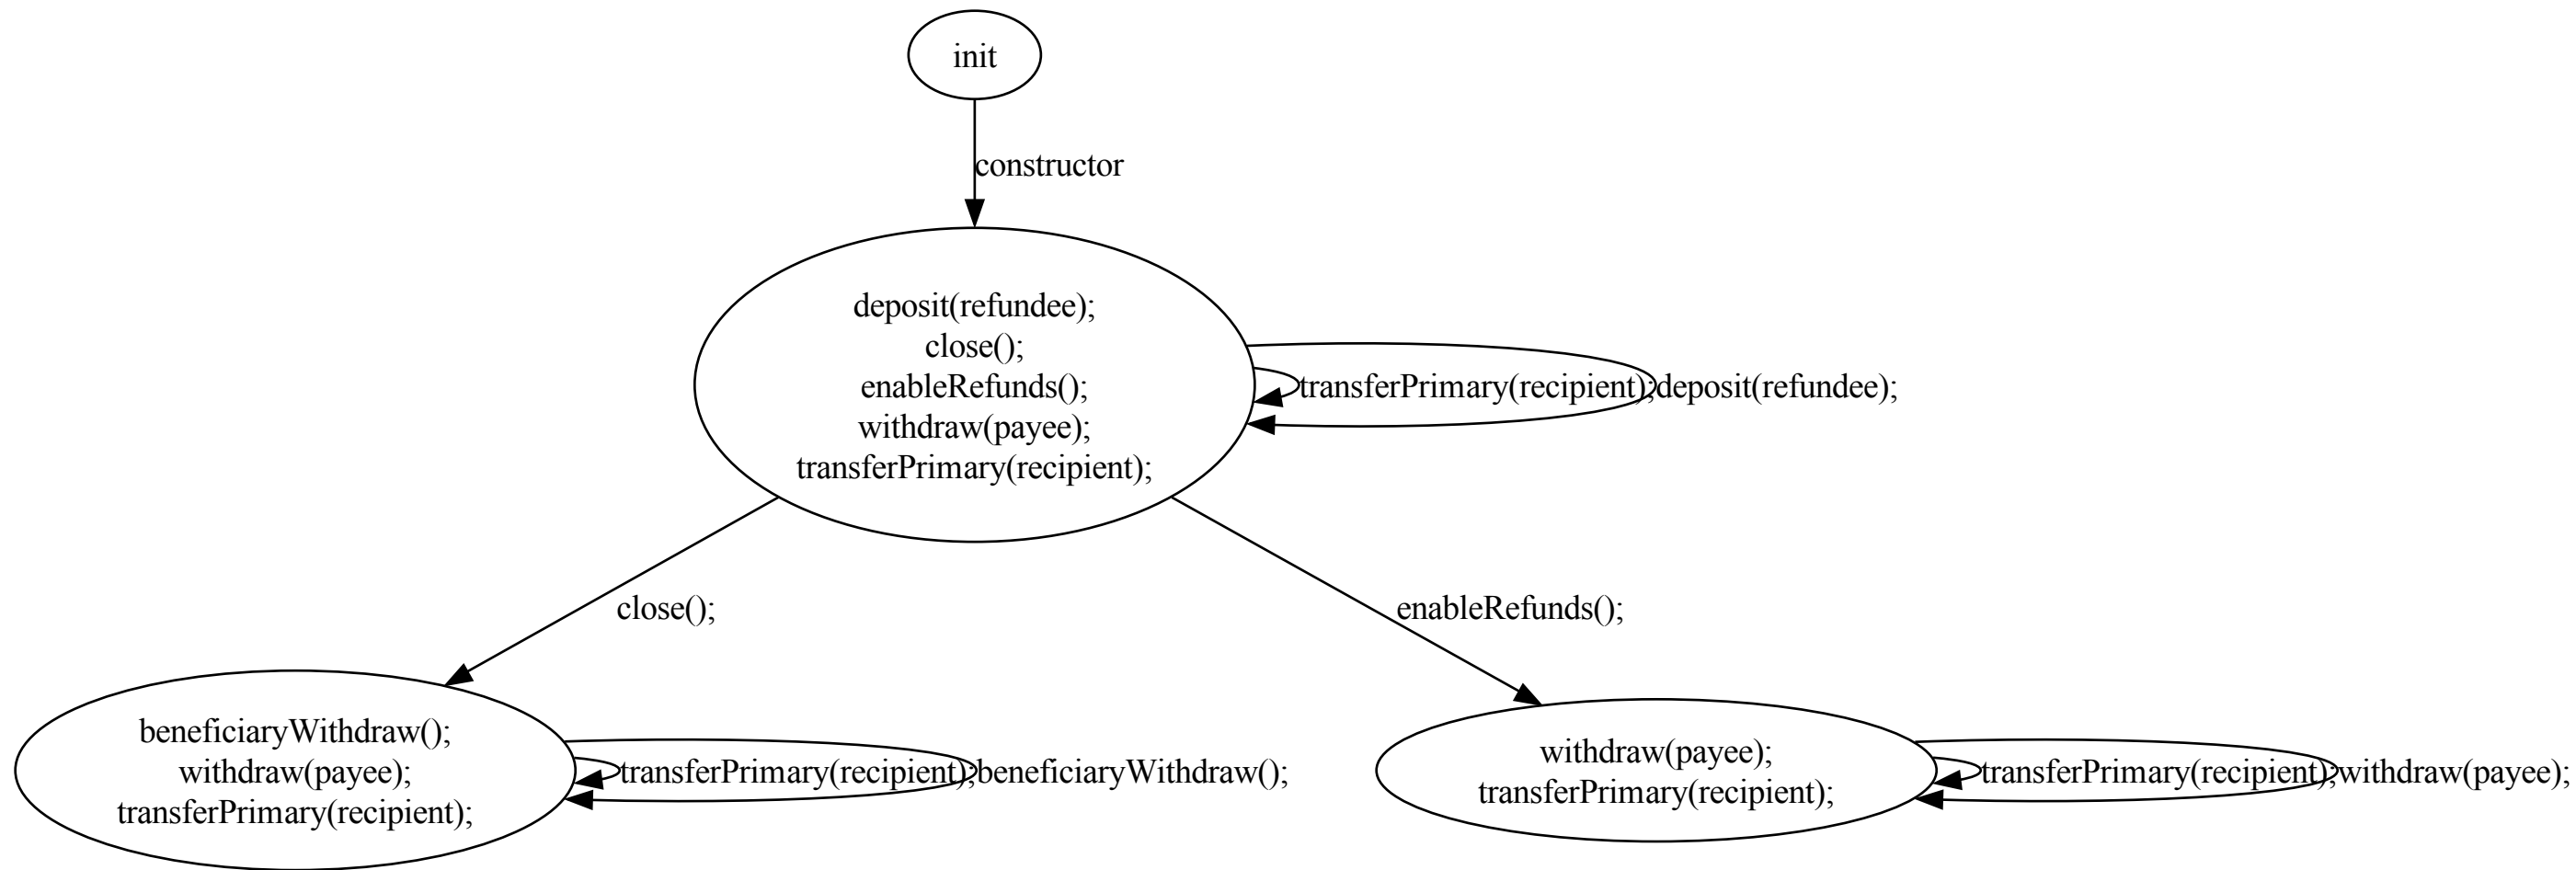 init
constructor
deposit(refundee);
close();
enableRefunds();
withdraw(payee);
transferPrimary(recipient);
transferPrimary(recipient);
deposit(refundee);
close();
enableRefunds();
beneficiaryWithdraw();
withdraw(payee);
transferPrimary(recipient);
transferPrimary(recipient);
beneficiaryWithdraw();
withdraw(payee);
transferPrimary(recipient);
transferPrimary(recipient);
withdraw(payee);